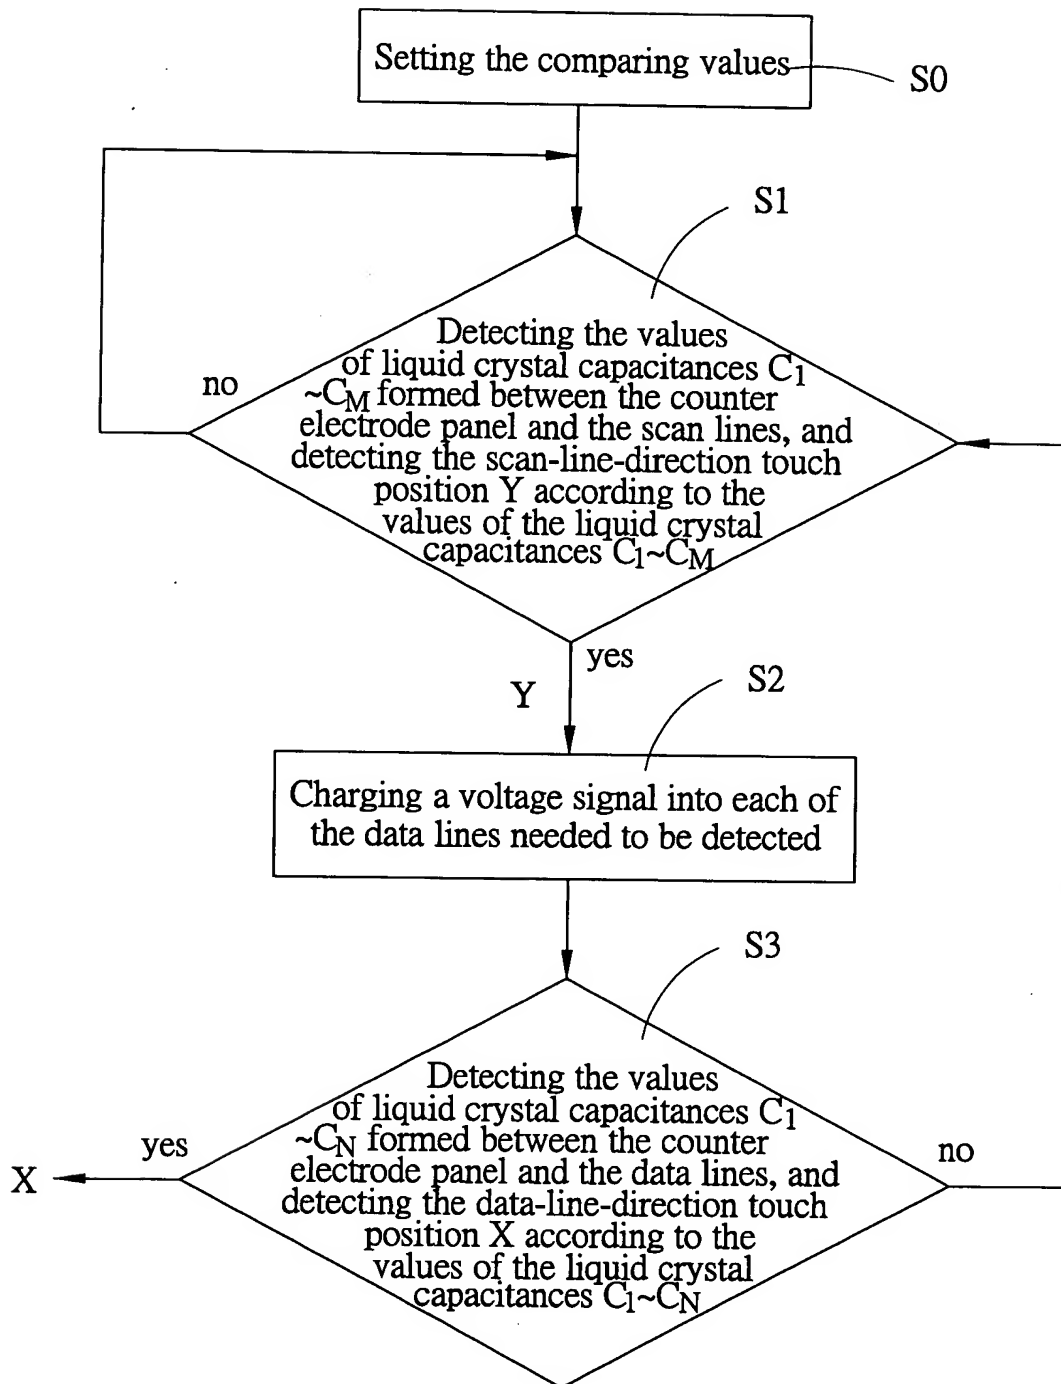 Setting the comparing values
S0
S1
Detecting the values
of liquid crystal capacitances C1
~CM formed between the counter
electrode panel and the scan lines, and
detecting the scan-line-direction touch
position Y according to the
values of the liquid crystal
capacitances C1~CM
no
yes
Y
S2
Charging a voltage signal into each of
the data lines needed to be detected
S3
Detecting the values
of liquid crystal capacitances C1
~CN formed between the counter
electrode panel and the data lines, and
detecting the data-line-direction touch
position X according to the
values of the liquid crystal
capacitances C1~CN
yes
X
no